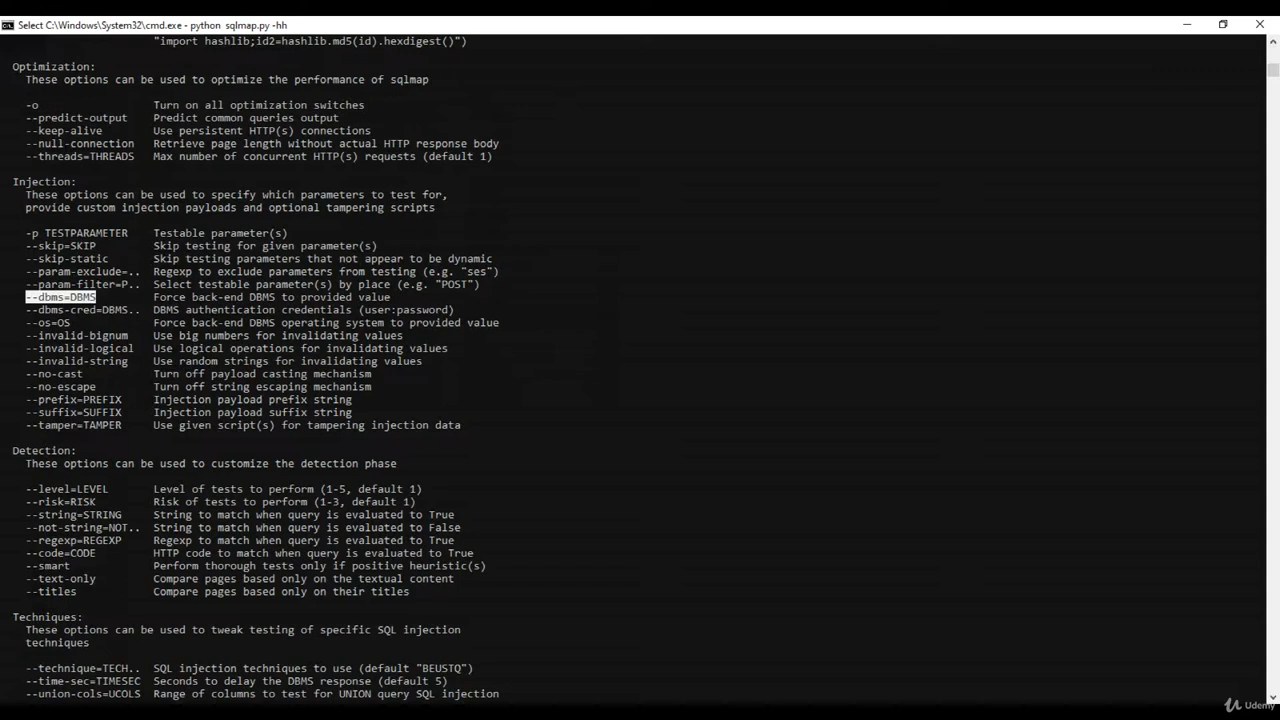 Select C:\Windows\System32\cmd.exe - python sqlmap.py -hh
"import hashlib;id2=hashlib.md5(id).hexdigest()")
Optimization:
These options can be used to optimize the performance of sqlmap
-o Turn on all optimization switches
--predict-output Predict common queries output
--keep-alive Use persistent HTTP(s) connections
--null-connection Retrieve page length without actual HTTP response body
--threads=THREADS Max number of concurrent HTTP(s) requests (default 1)
Injection:
These options can be used to specify which parameters to test for,
provide custom injection payloads and optional tampering scripts
-p TESTPARAMETER Testable parameter(s)
--skip=SKIP Skip testing for given parameter(s)
--skip-static Skip testing parameters that not appear to be dynamic
--param-exclude=.. Regexp to exclude parameters from testing (e.g. "ses")
--param-filter=P.. Select testable parameter(s) by place (e.g. "POST")
--dbms=DBMS Force back-end DBMS to provided value
--dbms-cred=DBMS.. DBMS authentication credentials (user:password)
--os=OS Force back-end DBMS operating system to provided value
--invalid-bignum Use big numbers for invalidating values
--invalid-logical Use logical operations for invalidating values
--invalid-string Use random strings for invalidating values
--no-cast Turn off payload casting mechanism
--no-escape Turn off string escaping mechanism
--prefix=PREFIX Injection payload prefix string
--suffix=SUFFIX Injection payload suffix string
--tamper=TAMPER Use given script(s) for tampering injection data
Detection:
These options can be used to customize the detection phase
--level=LEVEL Level of tests to perform (1-5, default 1)
--risk=RISK Risk of tests to perform (1-3, default 1)
--string=STRING String to match when query is evaluated to True
--not-string=NOT.. String to match when query is evaluated to False
--regexp=REGEXP Regexp to match when query is evaluated to True
--code=CODE HTTP code to match when query is evaluated to True
--smart Perform thorough tests only if positive heuristic(s)
--text-only Compare pages based only on the textual content
--titles Compare pages based only on their titles
Techniques:
These options can be used to tweak testing of specific SQL injection
techniques
--technique=TECH.. SQL injection techniques to use (default "BEUSTQ")
--time-sec=TIMESEC Seconds to delay the DBMS response (default 5)
--union-cols=UCOLS Range of columns to test for UNION query SQL injection
Udemy